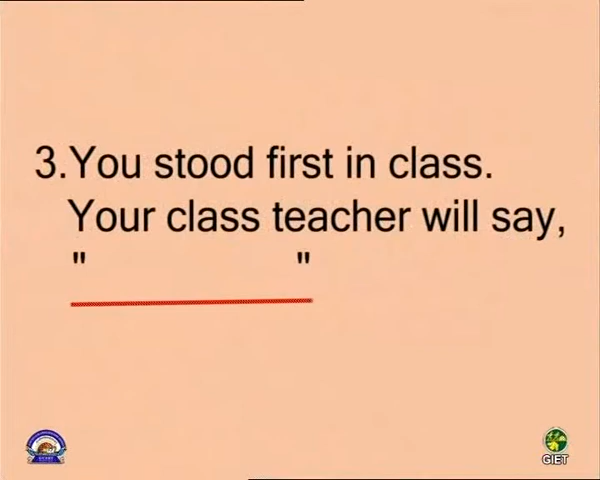 3.You stood first in class.
Your class teacher will say,
" "
GIET